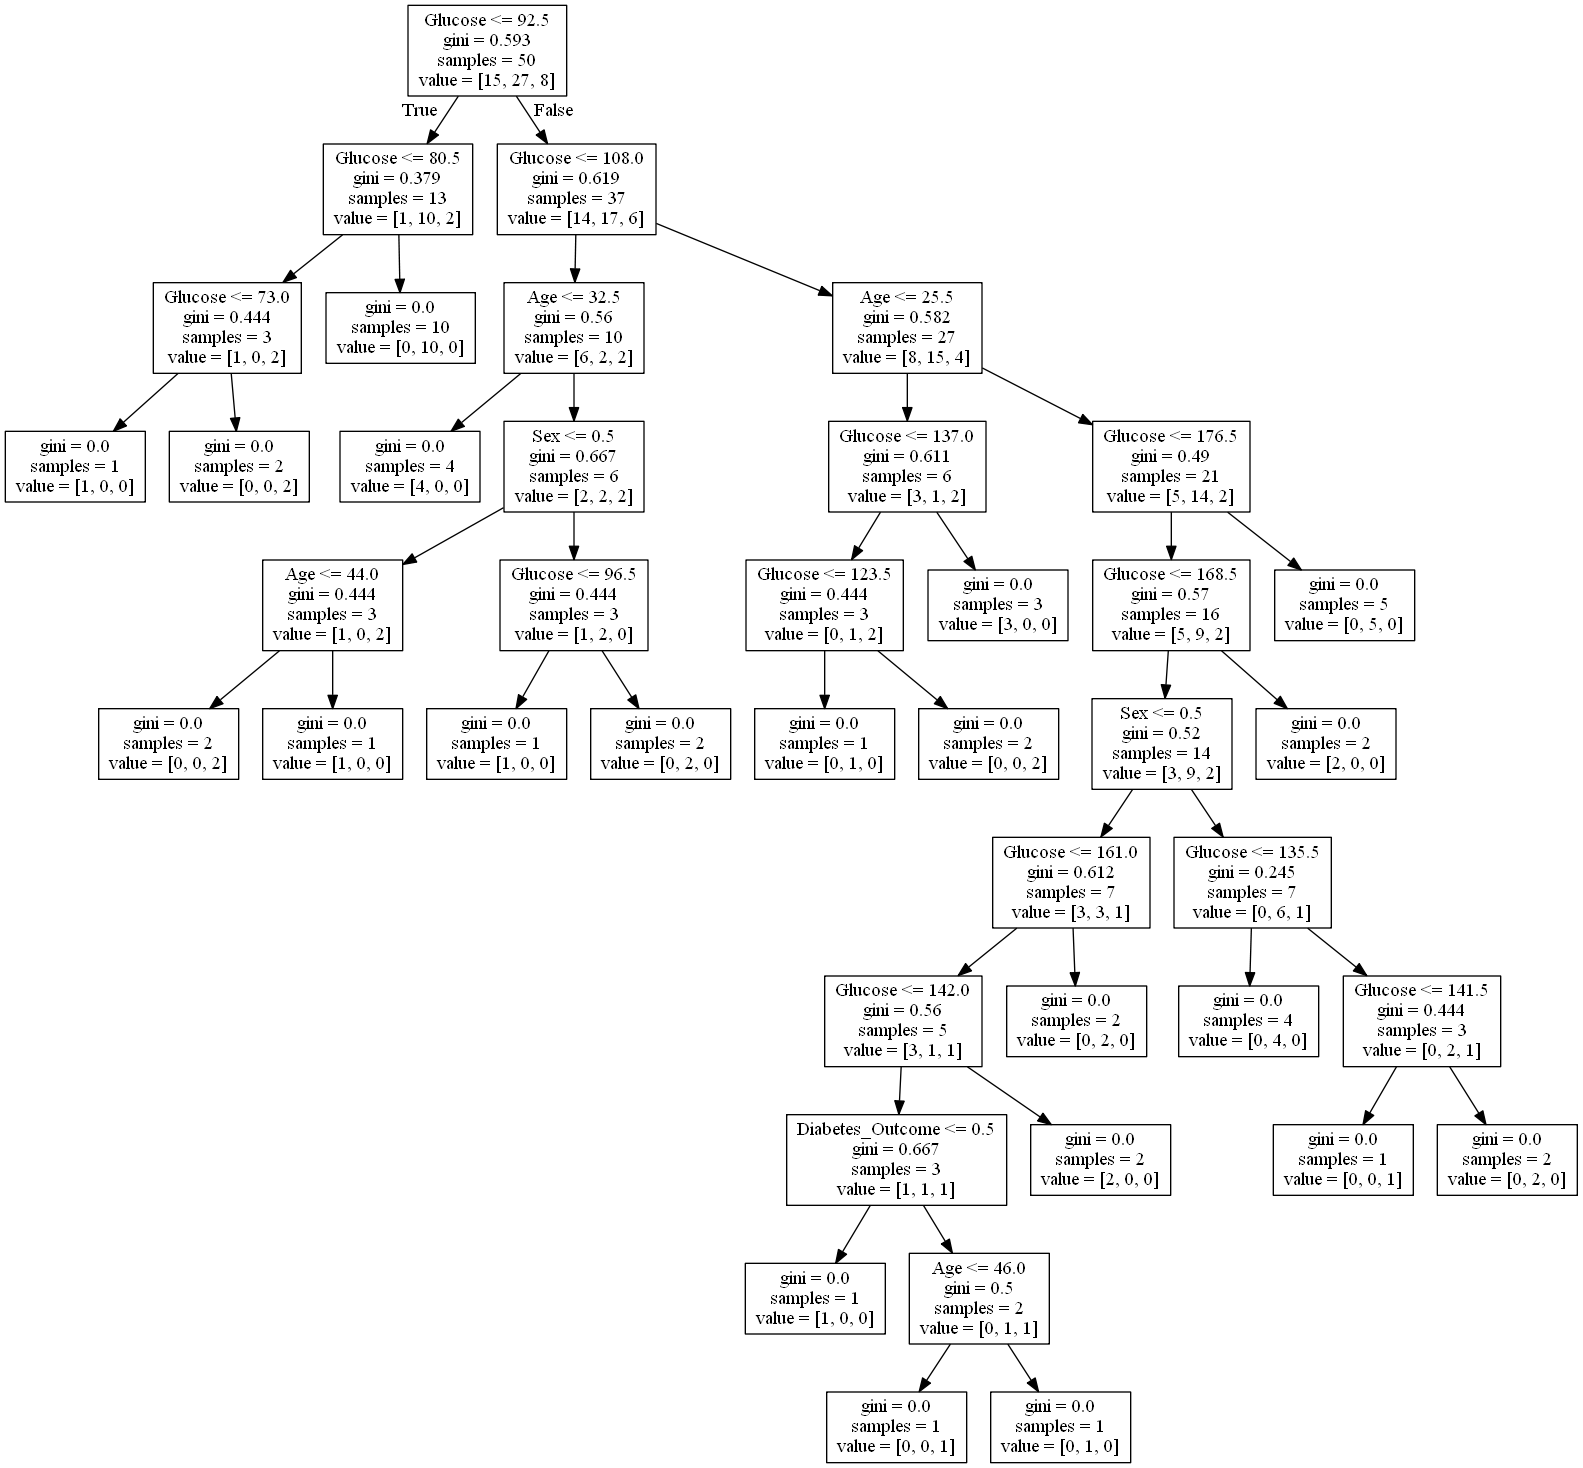 Glucose <= 92.5
gini = 0.593
samples = 50
value = [15, 27, 8]
True
False
Glucose <= 80.5
gini = 0.379
samples = 13
value = [1, 10, 2]
Glucose <= 108.0
gini = 0.619
samples = 37
value = [14, 17, 6]
Glucose <= 73.0
gini = 0.444
samples = 3
value = [1, 0, 2]
gini = 0.0
samples = 10
value = [0, 10, 0]
Age <= 32.5
gini = 0.56
samples = 10
value = [6, 2, 2]
Age <= 25.5
gini = 0.582
samples = 27
value = [8, 15, 4]
gini = 0.0
samples = 1
value = [1, 0, 0]
gini = 0.0
samples = 2
value = [0, 0, 2]
gini = 0.0
samples = 4
value = [4, 0, 0]
Sex <= 0.5
gini = 0.667
samples = 6
value = [2, 2, 2]
Glucose <= 137.0
gini = 0.611
samples = 6
value = [3, 1, 2]
Glucose <= 176.5
gini = 0.49
samples = 21
value = [5, 14, 2]
Age <= 44.0
gini = 0.444
samples = 3
value = [1, 0, 2]
Glucose <= 96.5
gini = 0.444
samples = 3
value = [1, 2, 0]
Glucose <= 123.5
gini = 0.444
samples = 3
value = [0, 1, 2]
gini = 0.0
samples = 3
value = [3, 0, 0]
Glucose <= 168.5
gini = 0.57
samples = 16
value = [5, 9, 2]
gini = 0.0
samples = 5
value = [0, 5, 0]
gini = 0.0
samples = 2
value = [0, 0, 2]
gini = 0.0
samples = 1
value = [1, 0, 0]
gini = 0.0
samples = 1
value = [1, 0, 0]
gini = 0.0
samples = 2
value = [0, 2, 0]
gini = 0.0
samples = 1
value = [0, 1, 0]
gini = 0.0
samples = 2
value = [0, 0, 2]
Sex <= 0.5
gini = 0.52
samples = 14
value = [3, 9, 2]
gini = 0.0
samples = 2
value = [2, 0, 0]
Glucose <= 161.0
gini = 0.612
samples = 7
value = [3, 3, 1]
Glucose <= 135.5
gini = 0.245
samples = 7
value = [0, 6, 1]
Glucose <= 142.0
gini = 0.56
samples = 5
value = [3, 1, 1]
gini = 0.0
samples = 2
value = [0, 2, 0]
gini = 0.0
samples = 4
value = [0, 4, 0]
Glucose <= 141.5
gini = 0.444
samples = 3
value = [0, 2, 1]
Diabetes_Outcome <= 0.5
gini = 0.667
samples = 3
value = [1, 1, 1]
gini = 0.0
samples = 2
value = [2, 0, 0]
gini = 0.0
samples = 1
value = [0, 0, 1]
gini = 0.0
samples = 2
value = [0, 2, 0]
gini = 0.0
samples = 1
value = [1, 0, 0]
Age <= 46.0
gini = 0.5
samples = 2
value = [0, 1, 1]
gini = 0.0
samples = 1
value = [0, 0, 1]
gini = 0.0
samples = 1
value = [0, 1, 0]